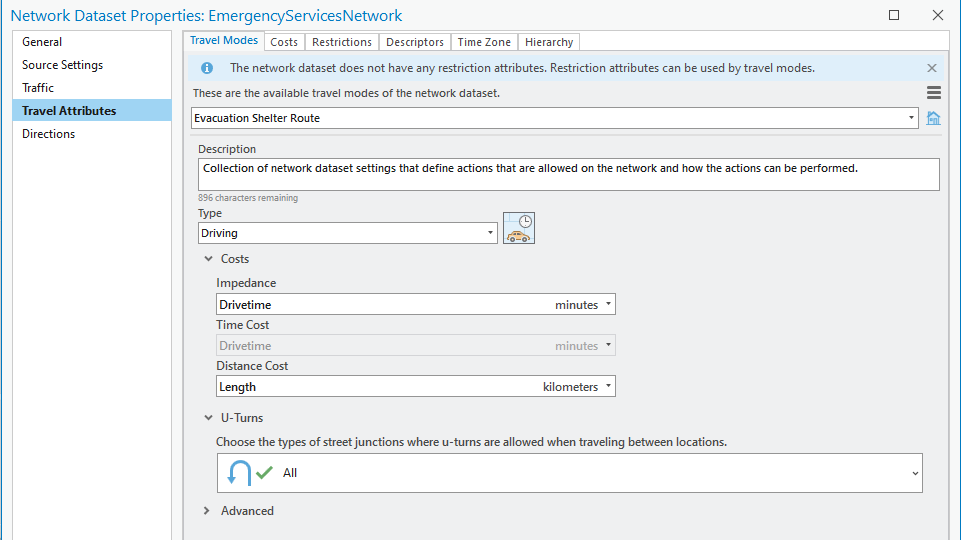 Network Dataset Properties: EmergencyServicesNetwork
General
Source Settings
Traffic
Travel Attributes
Directions
Travel Modes Costs Restrictions Descriptors Time Zone Hierarchy
The network dataset does not have any restriction attributes. Restriction attributes can be used by travel modes.
These are the available travel modes of the network dataset.
Evacuation Shelter Route
Description
Collection of network dataset settings that define actions that are allowed on the network and how the actions can be performed.
896 characters remaining
Type
Driving
Costs
Impedance
Drivetime minutes
Time Cost
Drivetime minutes
Distance Cost
Length kilometers
U-Turns
Choose the types of street junctions where u-turns are allowed when traveling between locations.
All
Advanced